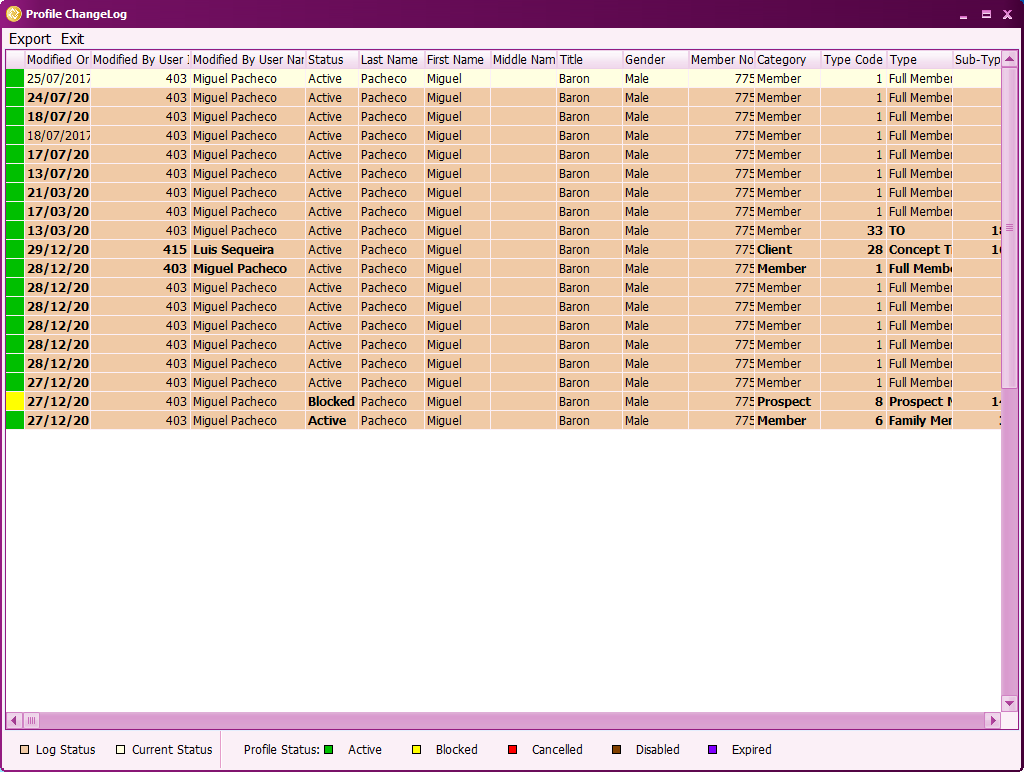 Profile ChangeLog
Export Exit
Modified On Modified By User I Modified By User Nar Status Last Name First Name Middle Nam Title Gender Member No Category Type Code Type Sub-Typ
25/07/2017 403 Miguel Pacheco Active Pacheco Miguel Baron Male 775 Member 1 Full Member
24/07/20 403 Miguel Pacheco Active Pacheco Miguel Baron Male 775 Member 1 Full Member
18/07/20 403 Miguel Pacheco Active Pacheco Miguel Baron Male 775 Member 1 Full Member
18/07/2017 403 Miguel Pacheco Active Pacheco Miguel Baron Male 775 Member 1 Full Member
17/07/20 403 Miguel Pacheco Active Pacheco Miguel Baron Male 775 Member 1 Full Member
13/07/20 403 Miguel Pacheco Active Pacheco Miguel Baron Male 775 Member 1 Full Member
21/03/20 403 Miguel Pacheco Active Pacheco Miguel Baron Male 775 Member 1 Full Member
17/03/20 403 Miguel Pacheco Active Pacheco Miguel Baron Male 775 Member 1 Full Member
13/03/20 403 Miguel Pacheco Active Pacheco Miguel Baron Male 775 Member 33 TO
29/12/20 415 Luis Sequeira Active Pacheco Miguel Baron Male 775 Client 28 Concept T
28/12/20 403 Miguel Pacheco Active Pacheco Miguel Baron Male 775 Member 1 Full Membe
28/12/20 403 Miguel Pacheco Active Pacheco Miguel Baron Male 775 Member 1 Full Member
28/12/20 403 Miguel Pacheco Active Pacheco Miguel Baron Male 775 Member 1 Full Member
28/12/20 403 Miguel Pacheco Active Pacheco Miguel Baron Male 775 Member 1 Full Member
28/12/20 403 Miguel Pacheco Active Pacheco Miguel Baron Male 775 Member 1 Full Member
28/12/20 403 Miguel Pacheco Active Pacheco Miguel Baron Male 775 Member 1 Full Member
27/12/20 403 Miguel Pacheco Active Pacheco Miguel Baron Male 775 Member 1 Full Member
27/12/20 403 Miguel Pacheco Blocked Pacheco Miguel Baron Male 775 Prospect 8 Prospect
27/12/20 403 Miguel Pacheco Active Pacheco Miguel Baron Male 775 Member 6 Family Mer
Log Status Current Status Profile Status: Active Blocked Cancelled Disabled Expired